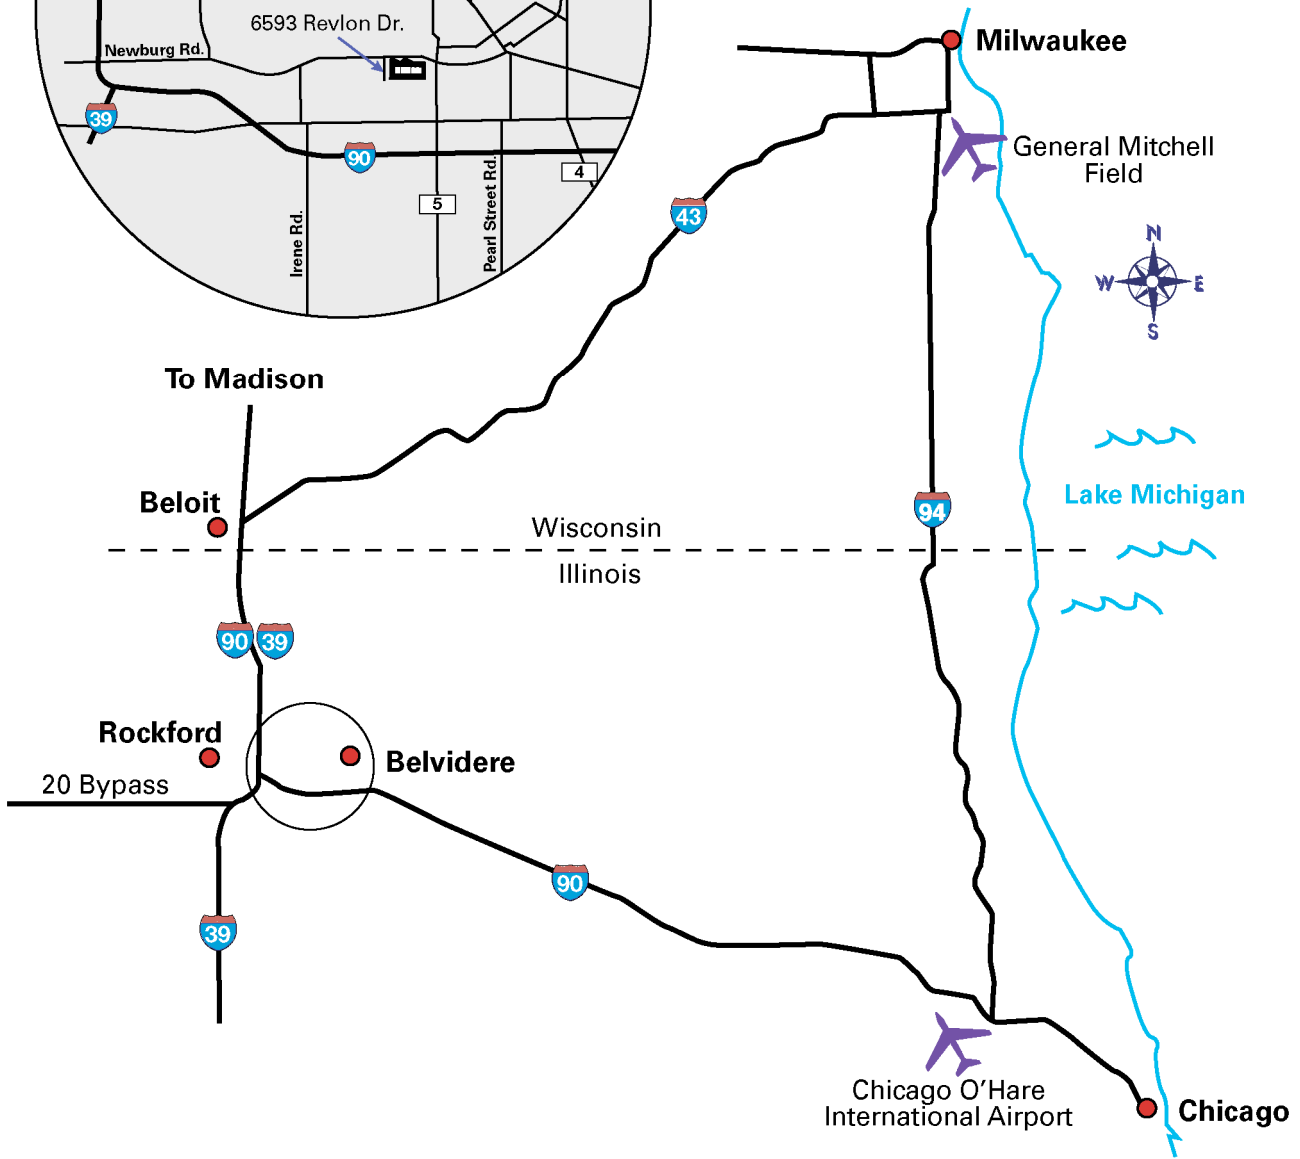 6593 Revlon Dr.
Newburg Rd.
39
90
4
5
Irene Rd.
Pearl Street Rd.
Milwaukee
General Mitchell
Field
43
N
W E
S
To Madison
Beloit
Lake Michigan
94
Wisconsin
Illinois
90 39
Rockford
Belvidere
20 Bypass
90
39
Chicago O'Hare
International Airport
Chicago